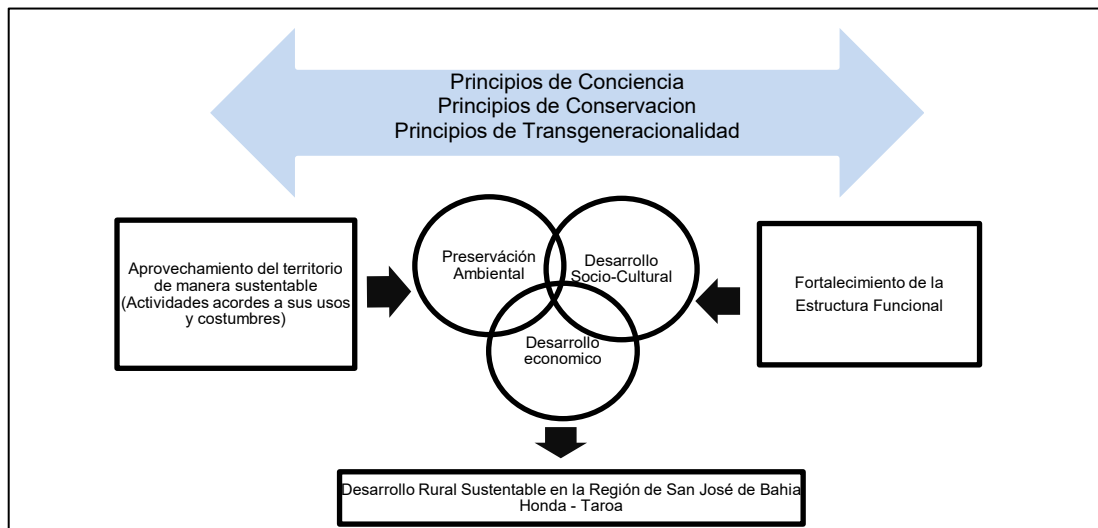 Principios de Conciencia
Principios de Conservacion
Principios de Transgeneracionalidad
Aprovechamiento del territorio
de manera sustentable
(Actividades acordes a sus usos
y costumbres)
Preserváción
Ambiental
Desarrollo
Socio-Cultural
Desarrollo
economico
Fortalecimiento de la
Estructura Funcional
Desarrollo Rural Sustentable en la Región de San José de Bahia
Honda - Taroa